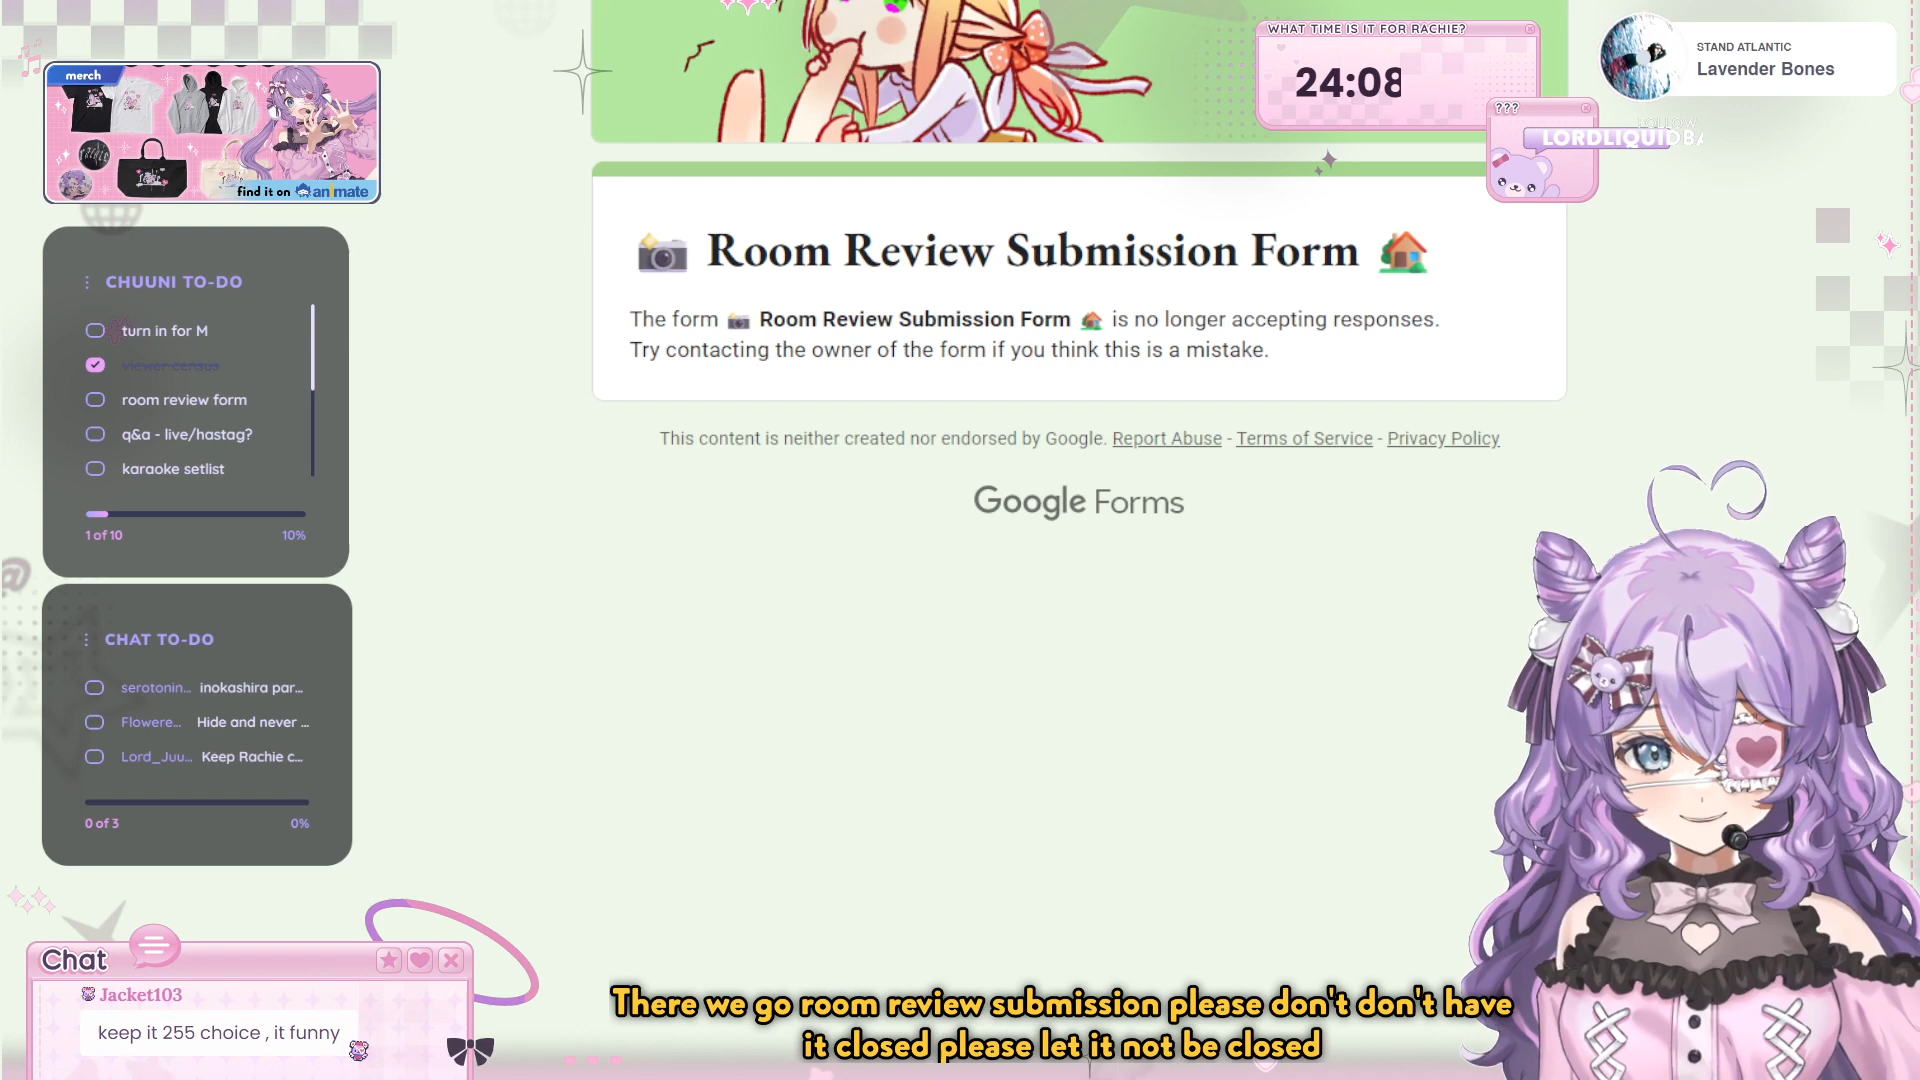 merch
find it on animate
CHUUNI TO-DO
turn in for M
viewer census
room review form
q&a - live/hastag?
karaoke setlist
1 of 10
10%
CHAT TO-DO
serotonin... inokashira par...
Flowere... Hide and never ...
Lord_Juu... Keep Rachie c...
0 of 3
0%
Chat
Jacket103
keep it 255 choice , it funny
WHAT TIME IS IT FOR RACHIE?
24:08
STAND ATLANTIC
Lavender Bones
???
FOLLOW
LORDLIQUIDBA
📸 Room Review Submission Form 🏠
The form 📸 Room Review Submission Form 🏠 is no longer accepting responses.
Try contacting the owner of the form if you think this is a mistake.
This content is neither created nor endorsed by Google. Report Abuse - Terms of Service - Privacy Policy
Google Forms
There we go room review submission please don't don't have
it closed please let it not be closed